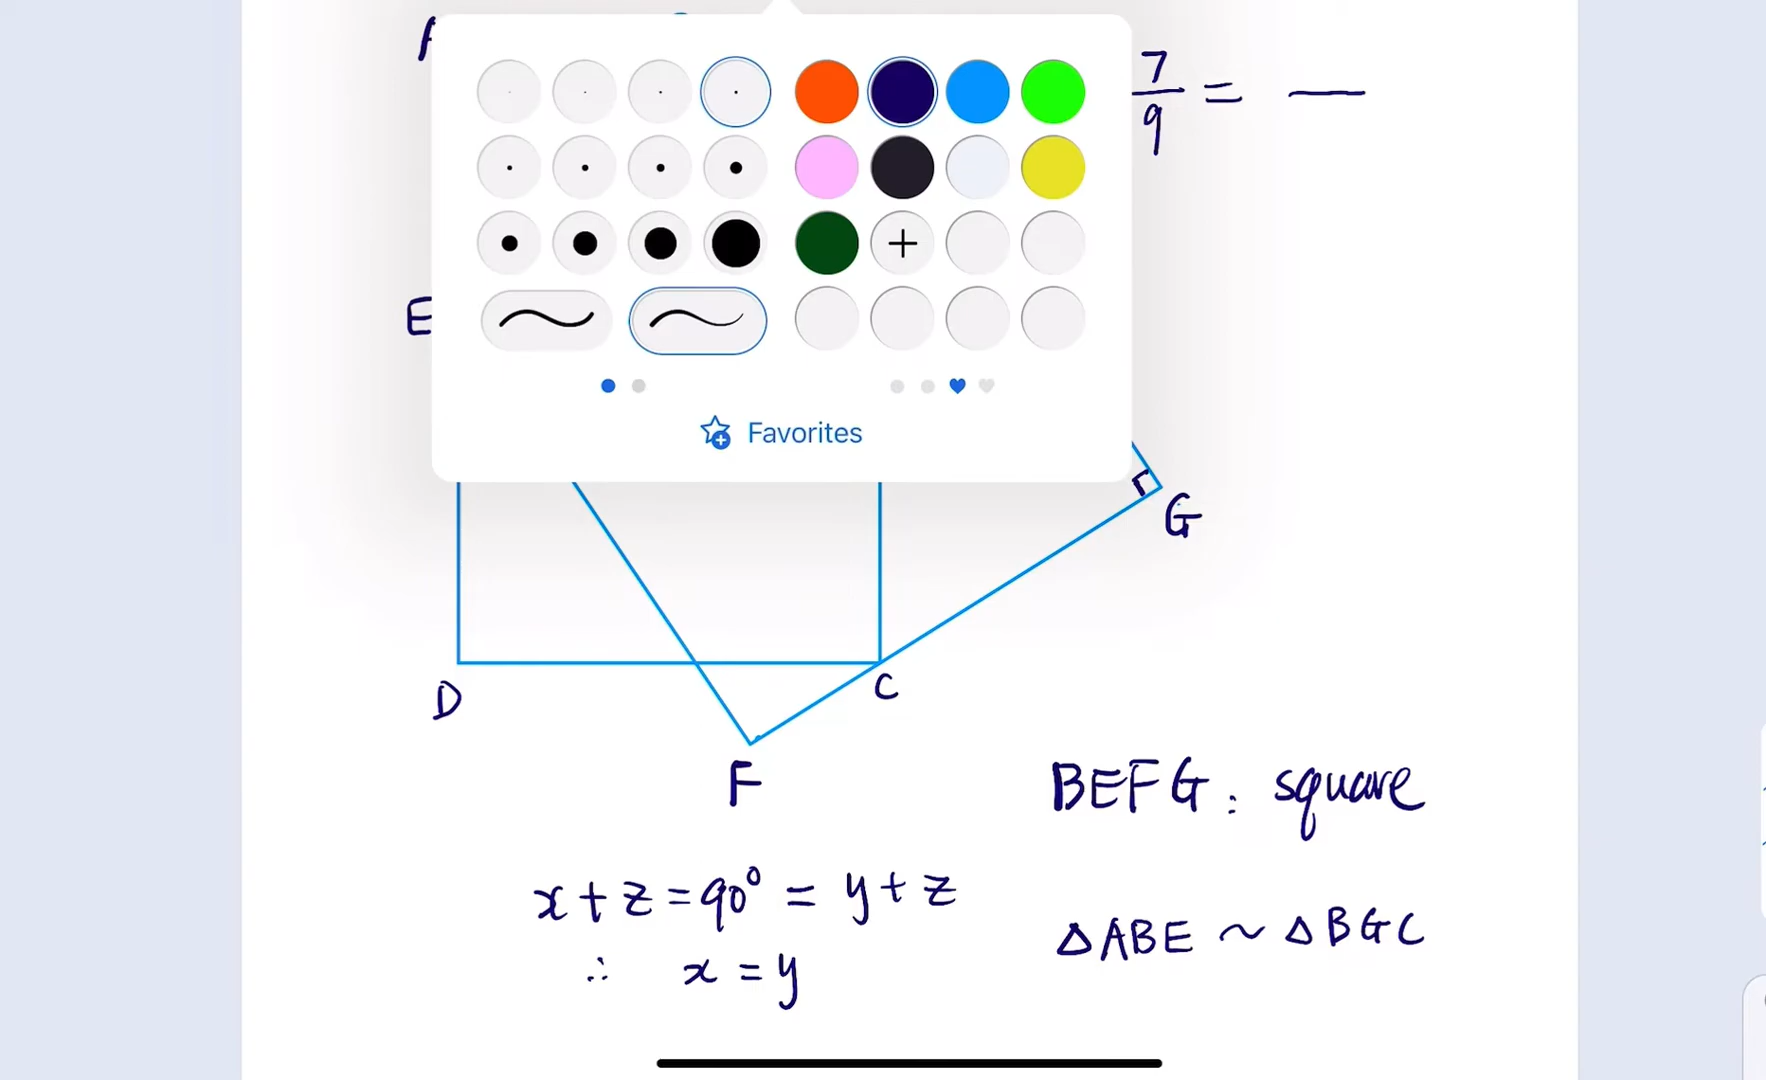 7/9 = —
E
Favorites
G
D
C
F
BEFG : square
x + z = 90° = y + z
△ABE ~ △BGC
∴ x = y